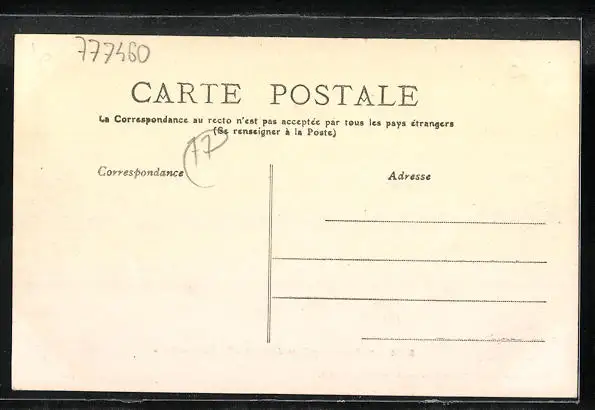 777460
CARTE POSTALE
La Correspondance au recto n'est pas acceptée par tous les pays étrangers
(Se renseigner à la Poste)
77
Correspondance
Adresse